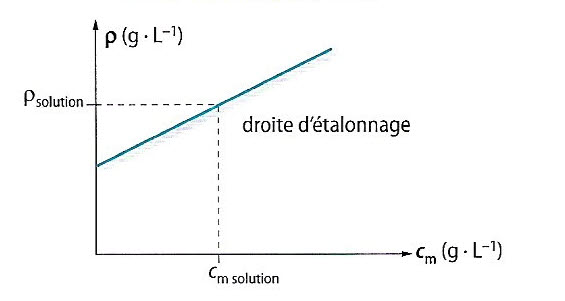 ρ (g · L⁻¹)
ρsolution
droite d'étalonnage
cm (g · L⁻¹)
cm solution